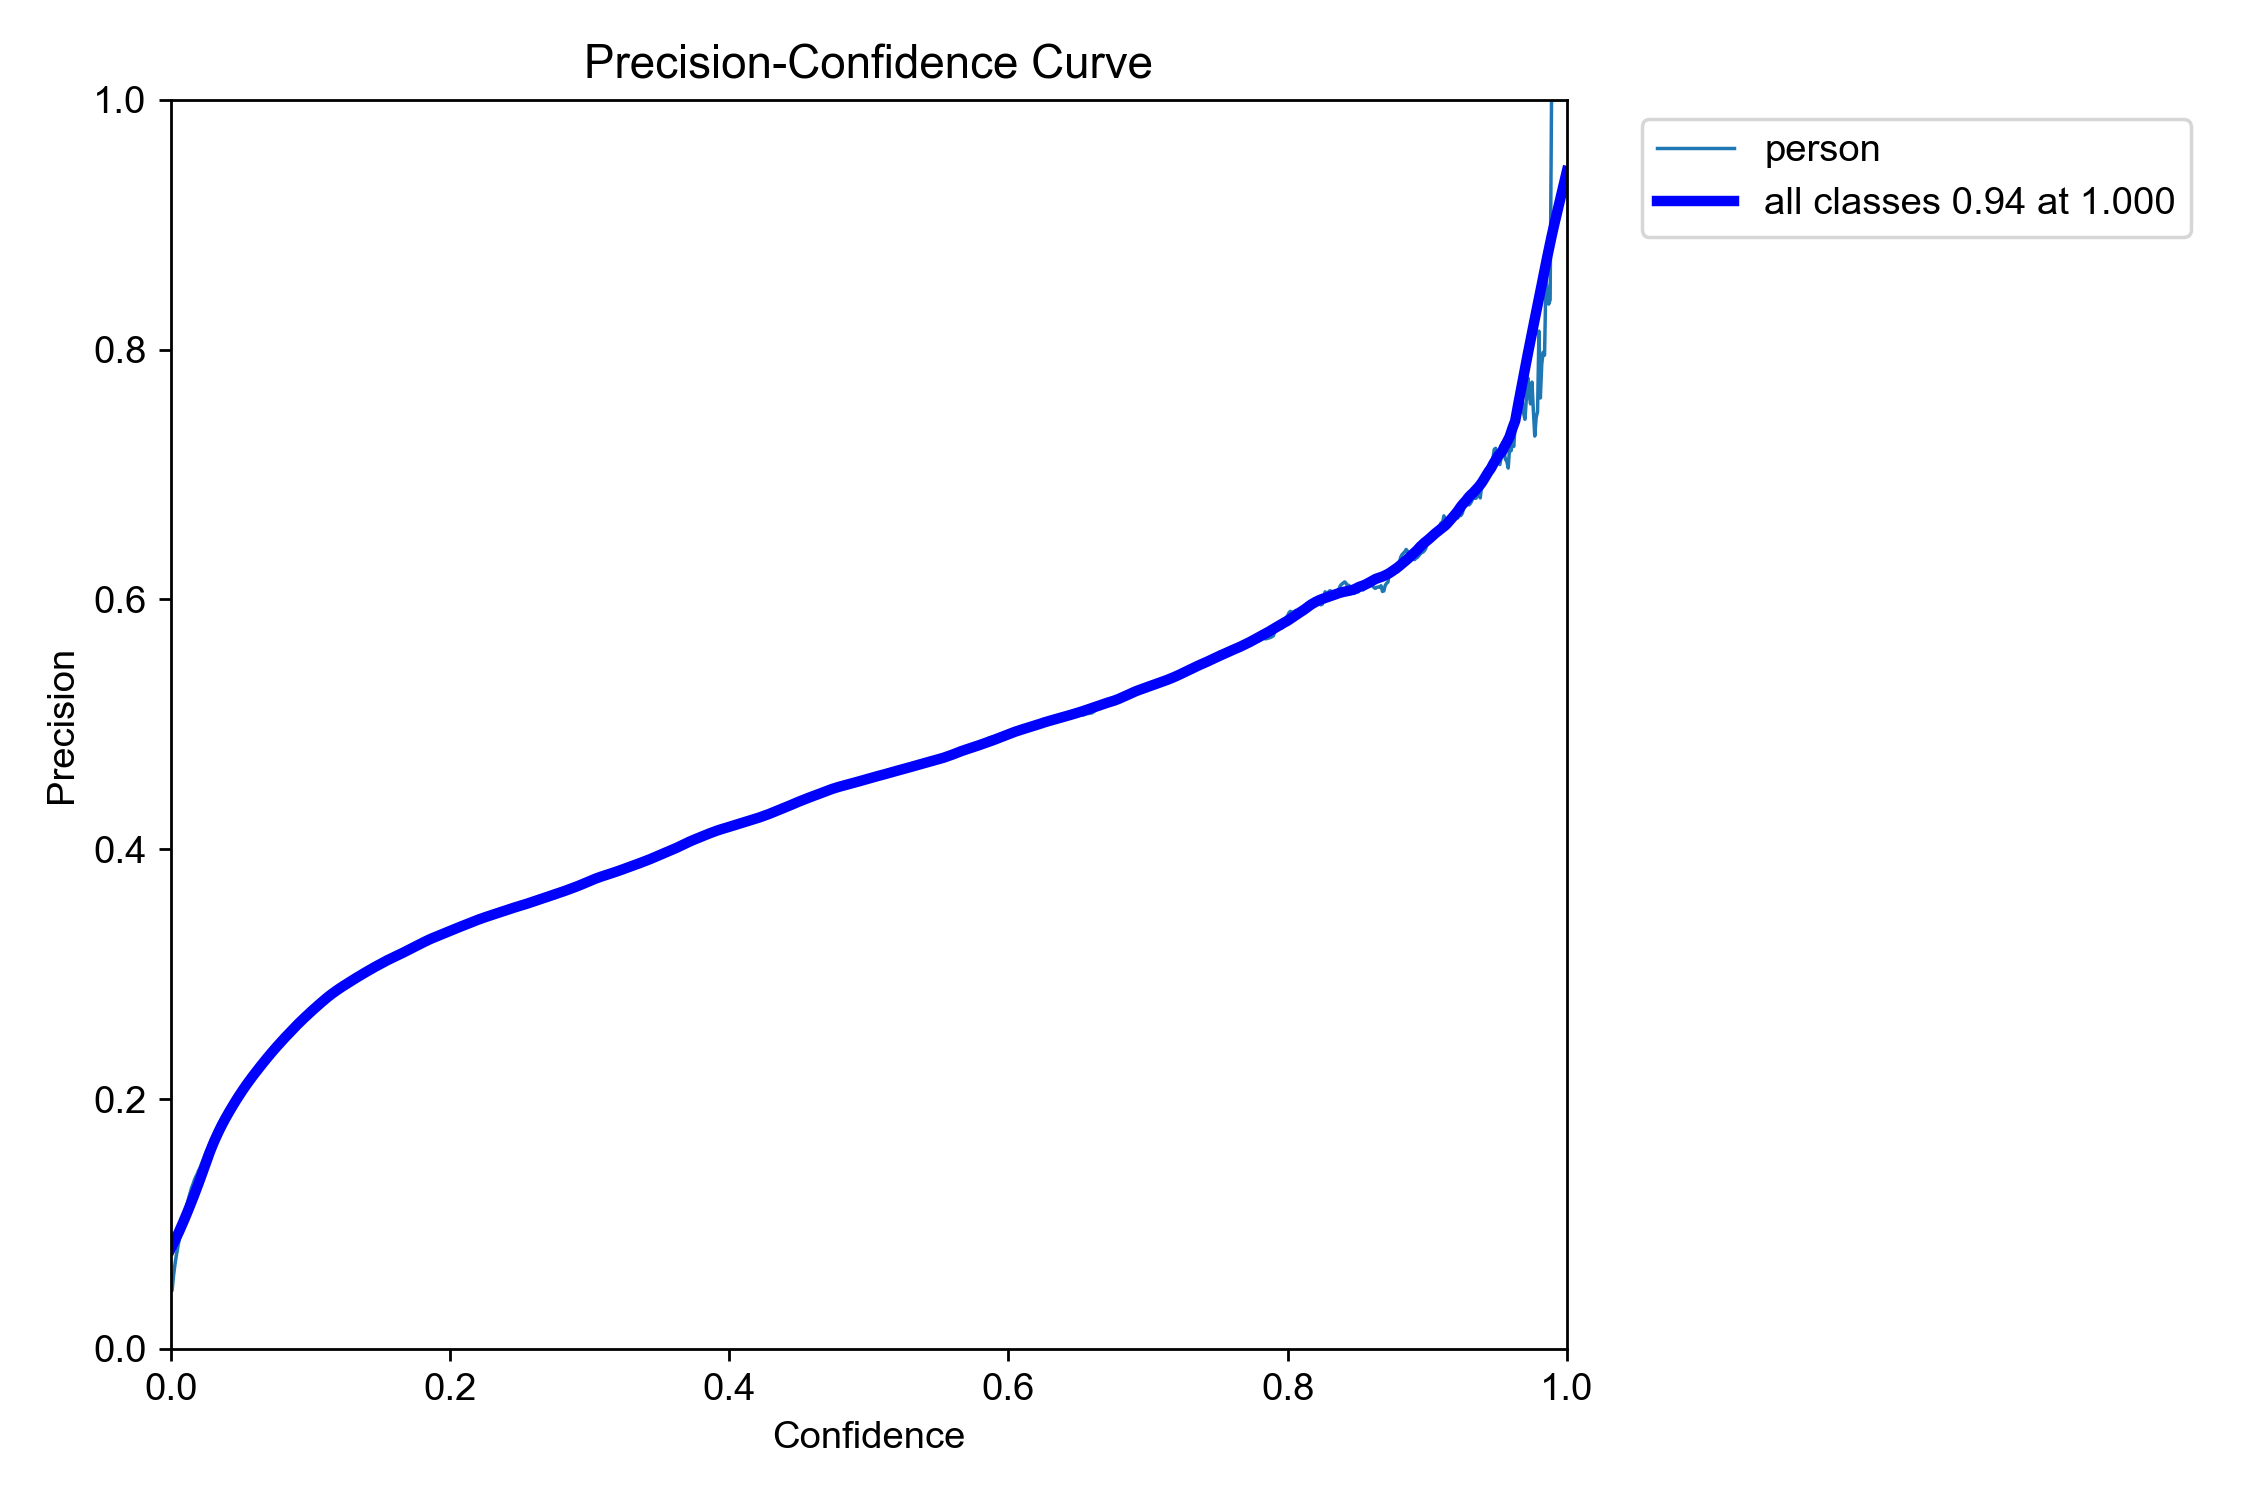 Precision-Confidence Curve
person
all classes 0.94 at 1.000
Precision
1.0
0.8
0.6
0.4
0.2
0.0
0.0 0.2 0.4 0.6 0.8 1.0
Confidence